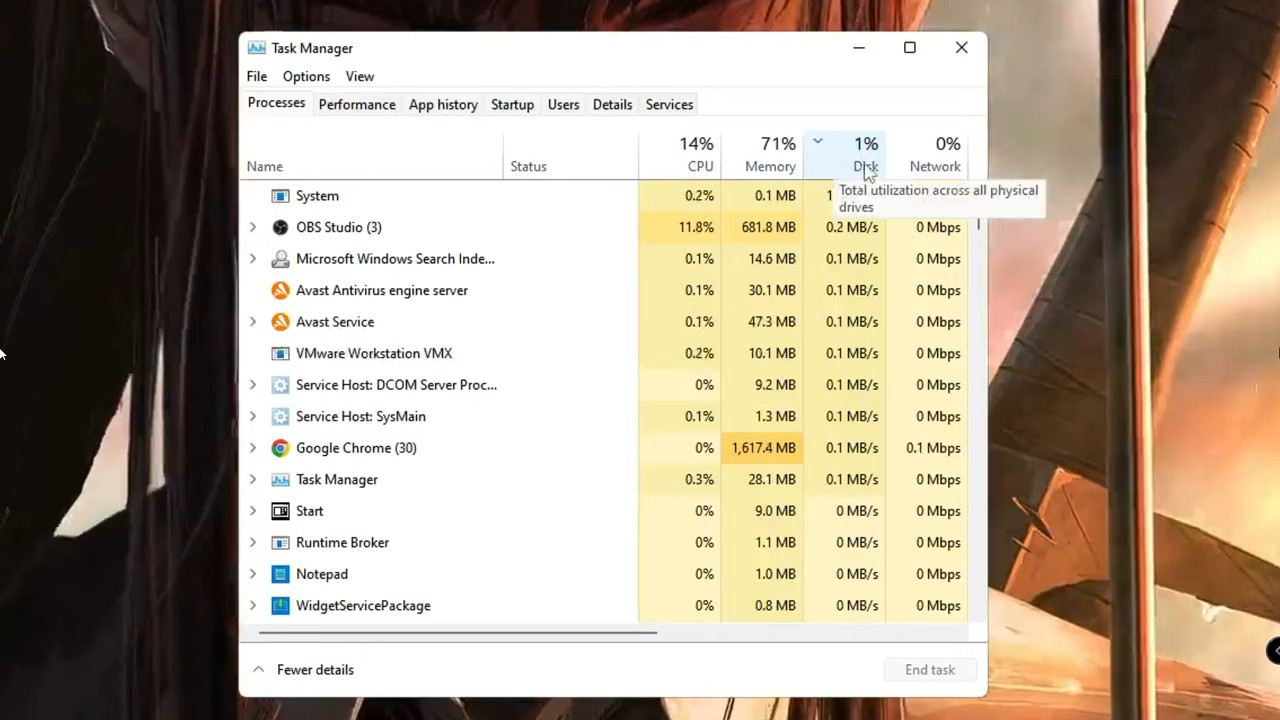 Task Manager
File Options View
Processes Performance App history Startup Users Details Services
14% 71% 1% 0%
Name Status CPU Memory Disk Network
Total utilization across all physical
drives
System 0.2% 0.1 MB
OBS Studio (3) 11.8% 681.8 MB 0.2 MB/s 0 Mbps
Microsoft Windows Search Inde... 0.1% 14.6 MB 0.1 MB/s 0 Mbps
Avast Antivirus engine server 0.1% 30.1 MB 0.1 MB/s 0 Mbps
Avast Service 0.1% 47.3 MB 0.1 MB/s 0 Mbps
VMware Workstation VMX 0.2% 10.1 MB 0.1 MB/s 0 Mbps
Service Host: DCOM Server Proc... 0% 9.2 MB 0.1 MB/s 0 Mbps
Service Host: SysMain 0.1% 1.3 MB 0.1 MB/s 0 Mbps
Google Chrome (30) 0% 1,617.4 MB 0.1 MB/s 0.1 Mbps
Task Manager 0.3% 28.1 MB 0.1 MB/s 0 Mbps
Start 0% 9.0 MB 0 MB/s 0 Mbps
Runtime Broker 0% 1.1 MB 0 MB/s 0 Mbps
Notepad 0% 1.0 MB 0 MB/s 0 Mbps
WidgetServicePackage 0% 0.8 MB 0 MB/s 0 Mbps
Fewer details End task